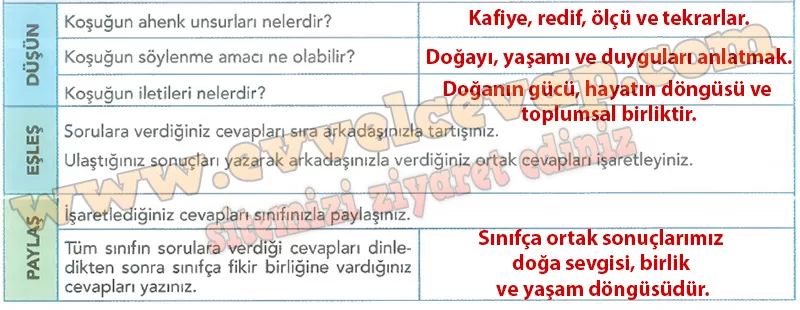 DÜŞÜN
Koşuğun ahenk unsurları nelerdir?
Kafiye, redif, ölçü ve tekrarlar.
Koşuğun söylenme amacı ne olabilir?
Doğayı, yaşamı ve duyguları anlatmak.
Koşuğun iletileri nelerdir?
Doğanın gücü, hayatın döngüsü ve
toplumsal birliktir.
EŞLEŞ
Sorulara verdiğiniz cevapları sıra arkadaşınızla tartışınız.
Ulaştığınız sonuçları yazarak arkadaşınızla verdiğiniz ortak cevapları işaretleyiniz.
www.evvelcevap.com
sitemizi ziyaret ediniz
PAYLAŞ
İşaretlediğiniz cevapları sınıfınızla paylaşınız.
Tüm sınıfın sorulara verdiği cevapları dinle-
dikten sonra sınıfça fikir birliğine vardığınız
cevapları yazınız.
Sınıfça ortak sonuçlarımız
doğa sevgisi, birlik
ve yaşam döngüsüdür.